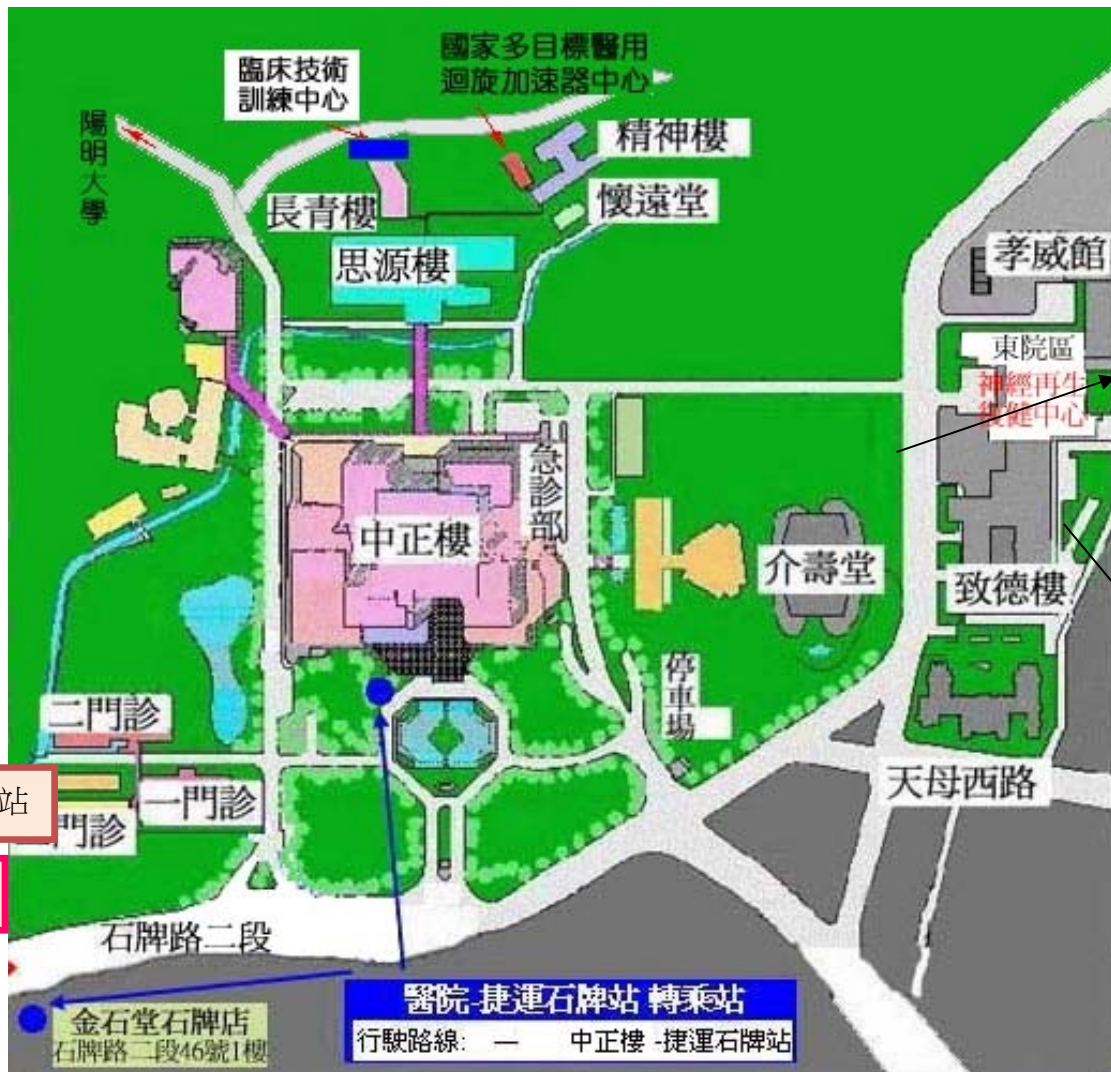 國家多目標醫用
迴旋加速器中心
臨床技術
訓練中心
陽明大學
精神樓
長青樓
懷遠堂
思源樓
孝威館
東院區
神經再生
復健中心
急診部
中正樓
介壽堂
致德樓
停車場
二門診
站
一門診
門診
天母西路
石牌路二段
醫院-捷運石牌站 轉乘站
行駛路線: — 中正樓 -捷運石牌站
金石堂石牌店
石牌路二段46號1樓